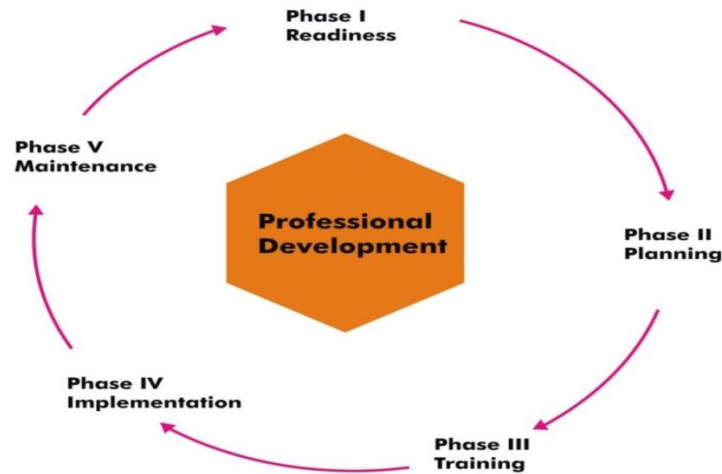 Phase I
Readiness
Phase II
Planning
Phase III
Training
Phase IV
Implementation
Phase V
Maintenance
Professional
Development